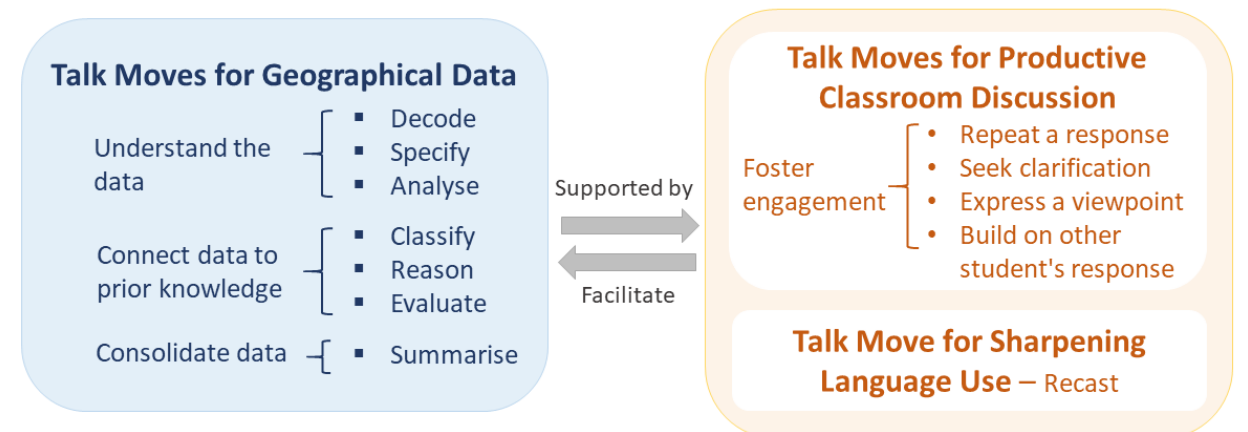 Talk Moves for Geographical Data
Understand the
data
▪ Decode
▪ Specify
▪ Analyse
Connect data to
prior knowledge
▪ Classify
▪ Reason
▪ Evaluate
Consolidate data
▪ Summarise
Supported by
Facilitate
Talk Moves for Productive
Classroom Discussion
Foster
engagement
• Repeat a response
• Seek clarification
• Express a viewpoint
• Build on other
student's response
Talk Move for Sharpening
Language Use – Recast